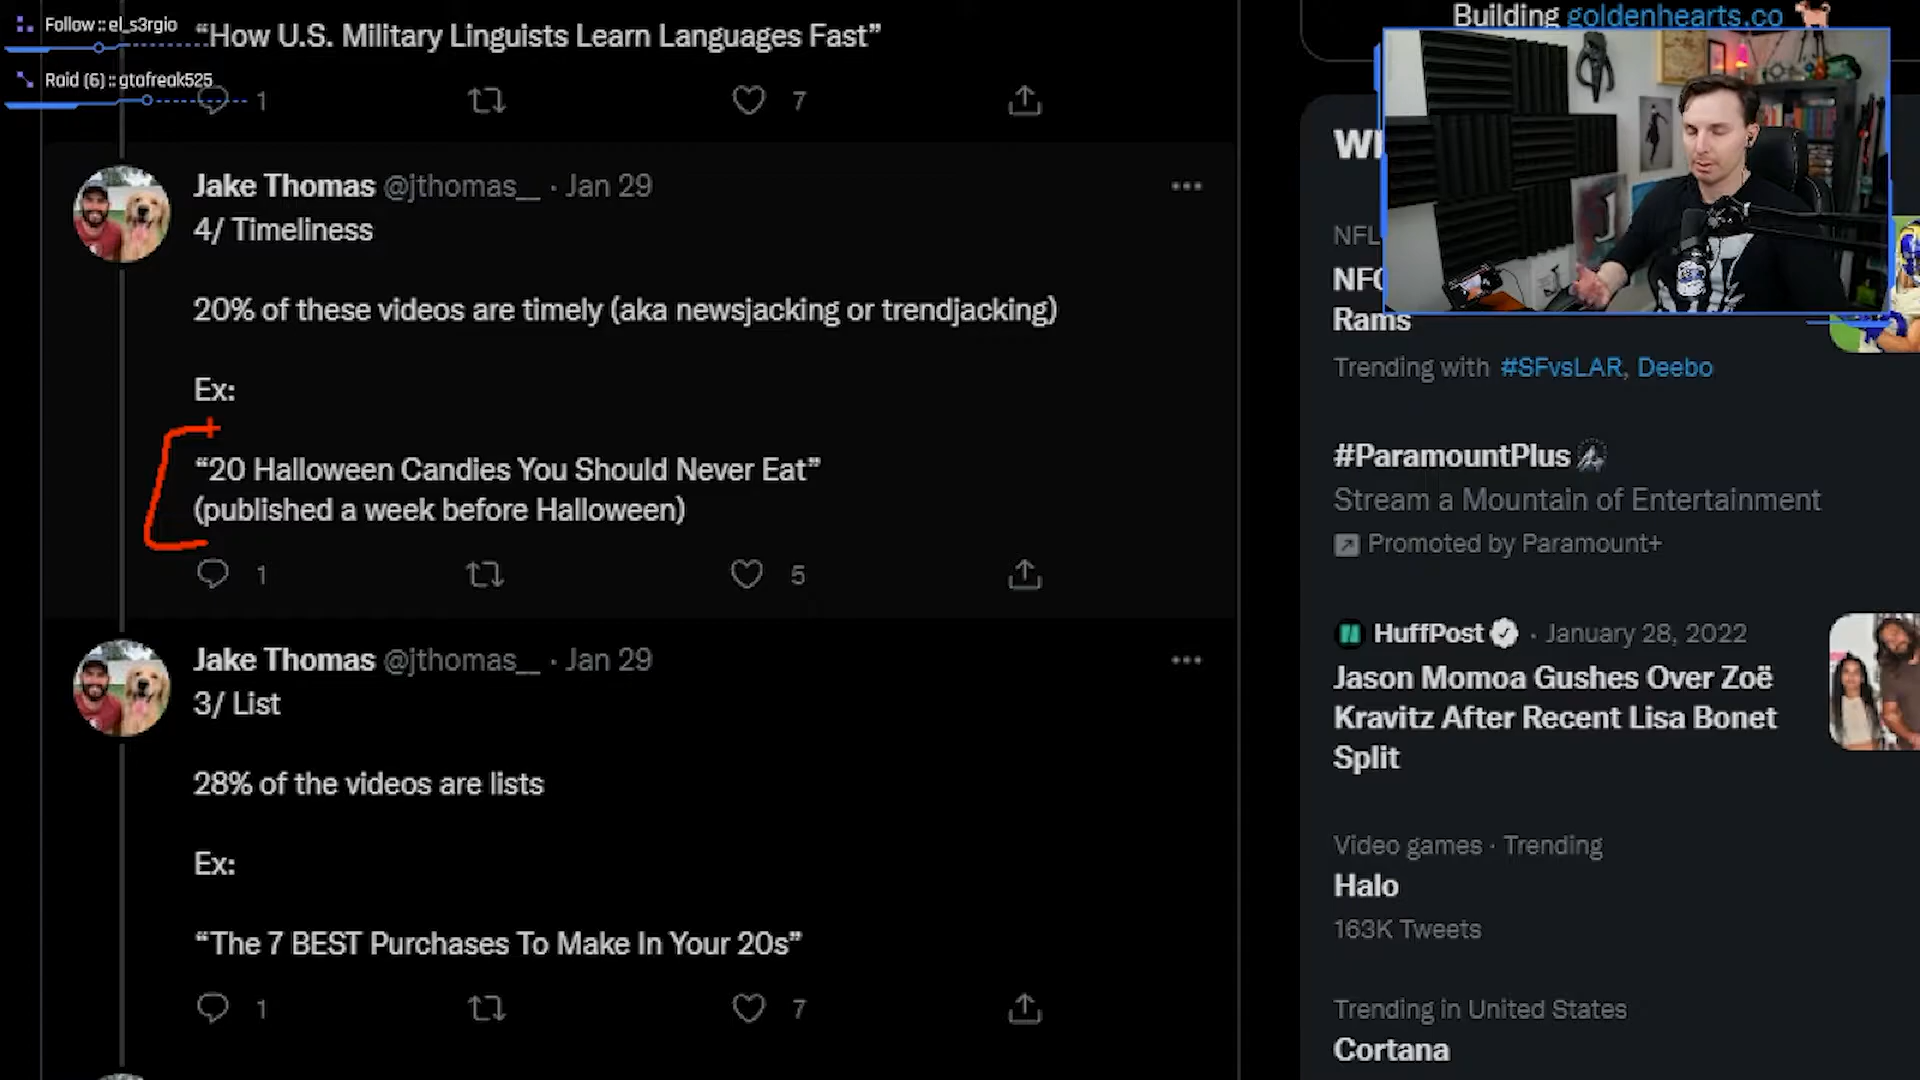 Follow :: el_s3rgio
Raid (6) :: gtafreak525
“How U.S. Military Linguists Learn Languages Fast”
1
7
Jake Thomas @jthomas__ · Jan 29
4/ Timeliness
20% of these videos are timely (aka newsjacking or trendjacking)
Ex:
“20 Halloween Candies You Should Never Eat”
(published a week before Halloween)
1
5
Jake Thomas @jthomas__ · Jan 29
3/ List
28% of the videos are lists
Ex:
“The 7 BEST Purchases To Make In Your 20s”
1
7
Building goldenhearts.co
NFL
Rams
Trending with #SFvsLAR, Deebo
#ParamountPlus
Stream a Mountain of Entertainment
Promoted by Paramount+
HuffPost · January 28, 2022
Jason Momoa Gushes Over Zoë
Kravitz After Recent Lisa Bonet
Split
Video games · Trending
Halo
163K Tweets
Trending in United States
Cortana